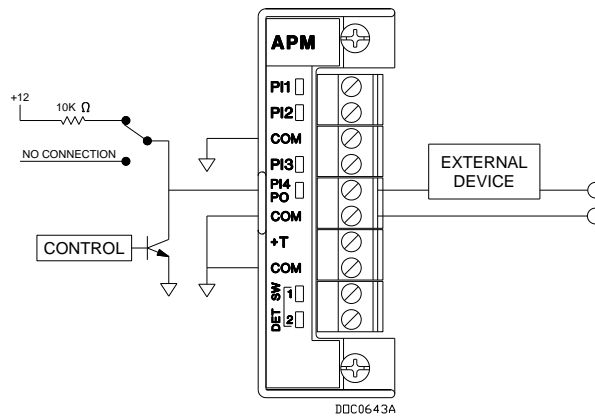 APM
PI1
PI2
COM
PI3
PI4
PO
COM
+T
COM
SW
DET
1
2
+12
10K Ω
NO CONNECTION
CONTROL
EXTERNAL
DEVICE
DOC0643A